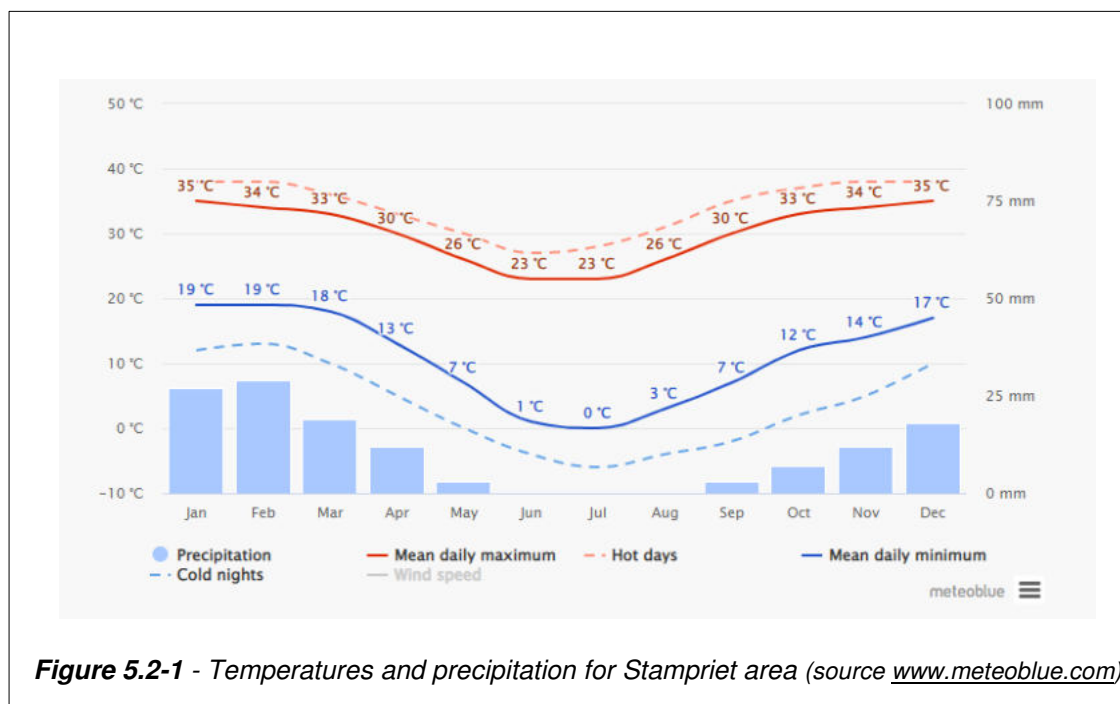 50 °C 100 mm
40 °C
35 °C 34 °C 33 °C 30 °C 26 °C 23 °C 23 °C 26 °C 30 °C 33 °C 34 °C 35 °C
75 mm
30 °C
19 °C 19 °C 18 °C 13 °C 7 °C 1 °C 0 °C 3 °C 7 °C 12 °C 14 °C 17 °C
20 °C 50 mm
10 °C
25 mm
0 °C
-10 °C 0 mm
Jan Feb Mar Apr May Jun Jul Aug Sep Oct Nov Dec
Precipitation Mean daily maximum Hot days Mean daily minimum
Cold nights Wind speed
meteoblue
Figure 5.2-1 - Temperatures and precipitation for Stampriet area (source www.meteoblue.com)